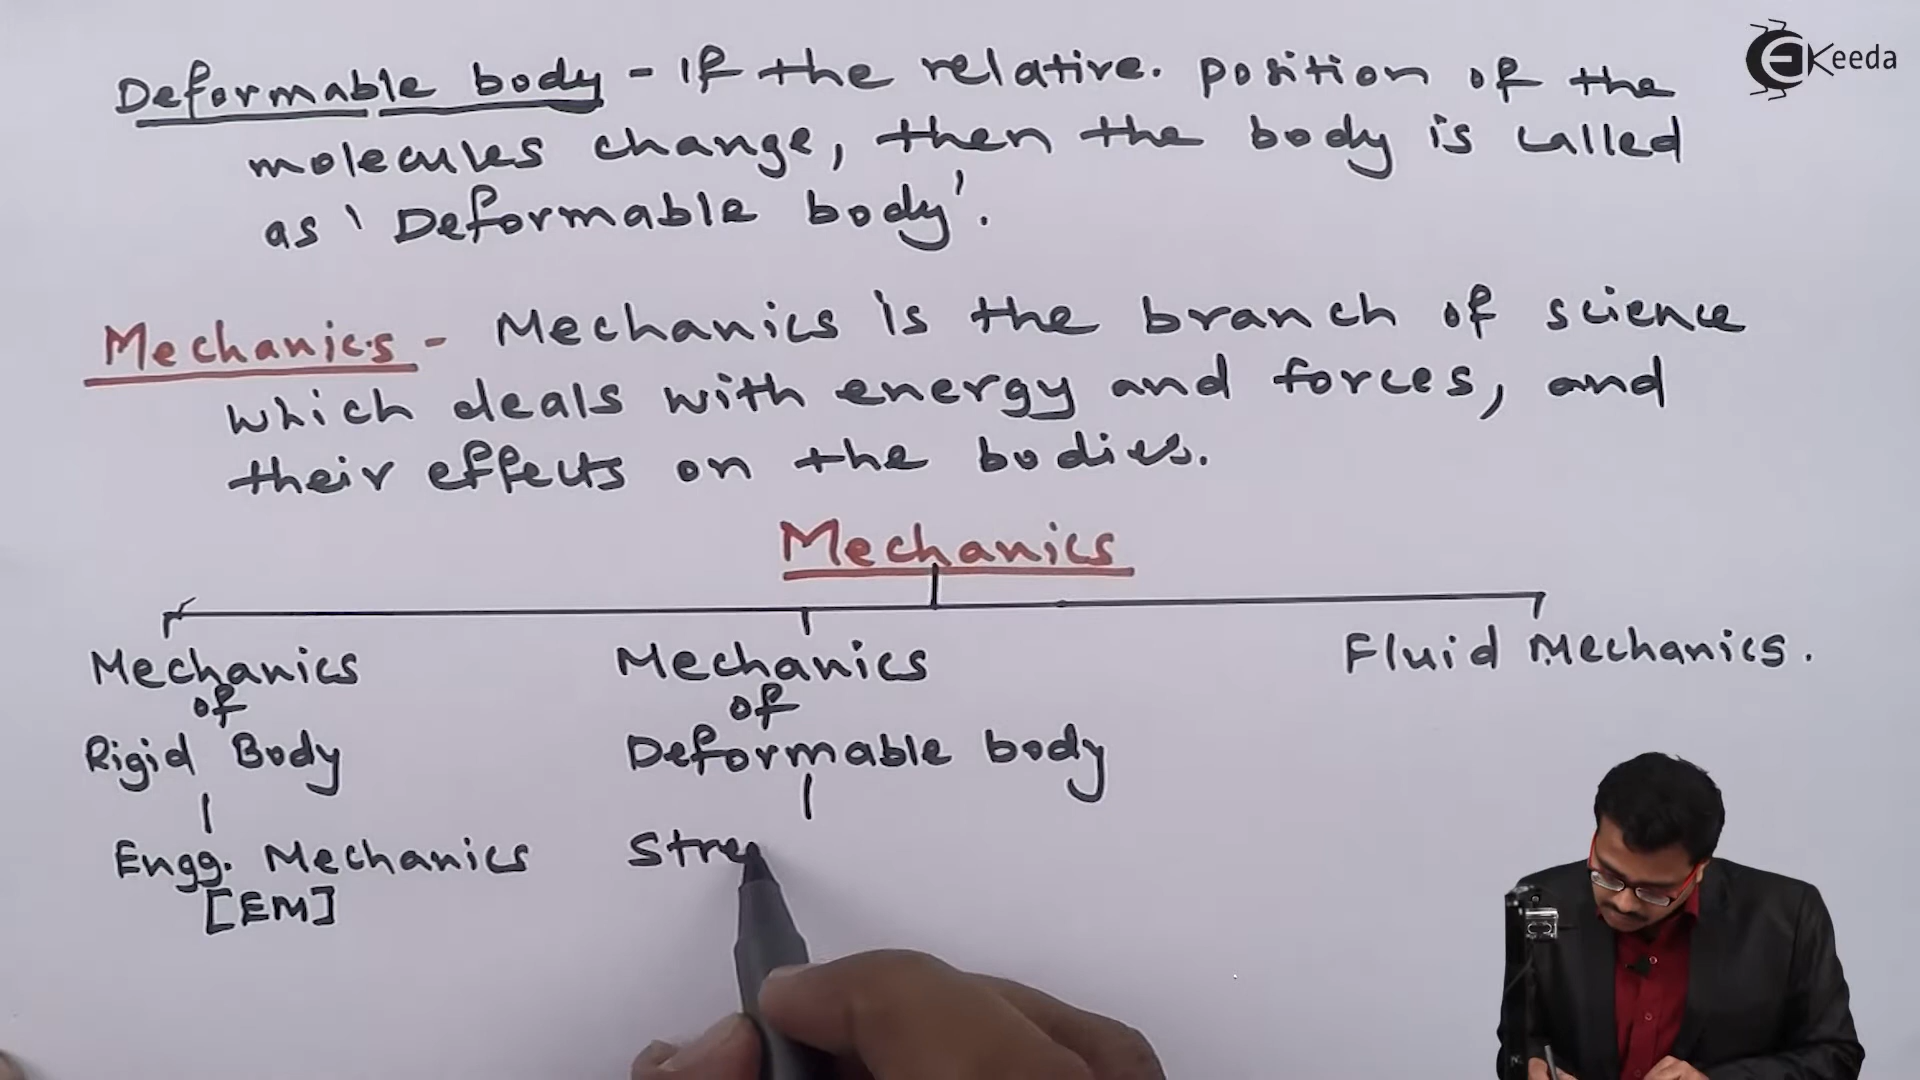 Keeda
Deformable body - If the relative. position of the
molecules change, then the body is called
as 'Deformable body'.
Mechanics - Mechanics is the branch of science
which deals with energy and forces, and
their effects on the bodies.
Mechanics
Mechanics
of
Rigid Body
Engg. Mechanics
[EM]
Mechanics
of
Deformable body
Stre
Fluid Mechanics.